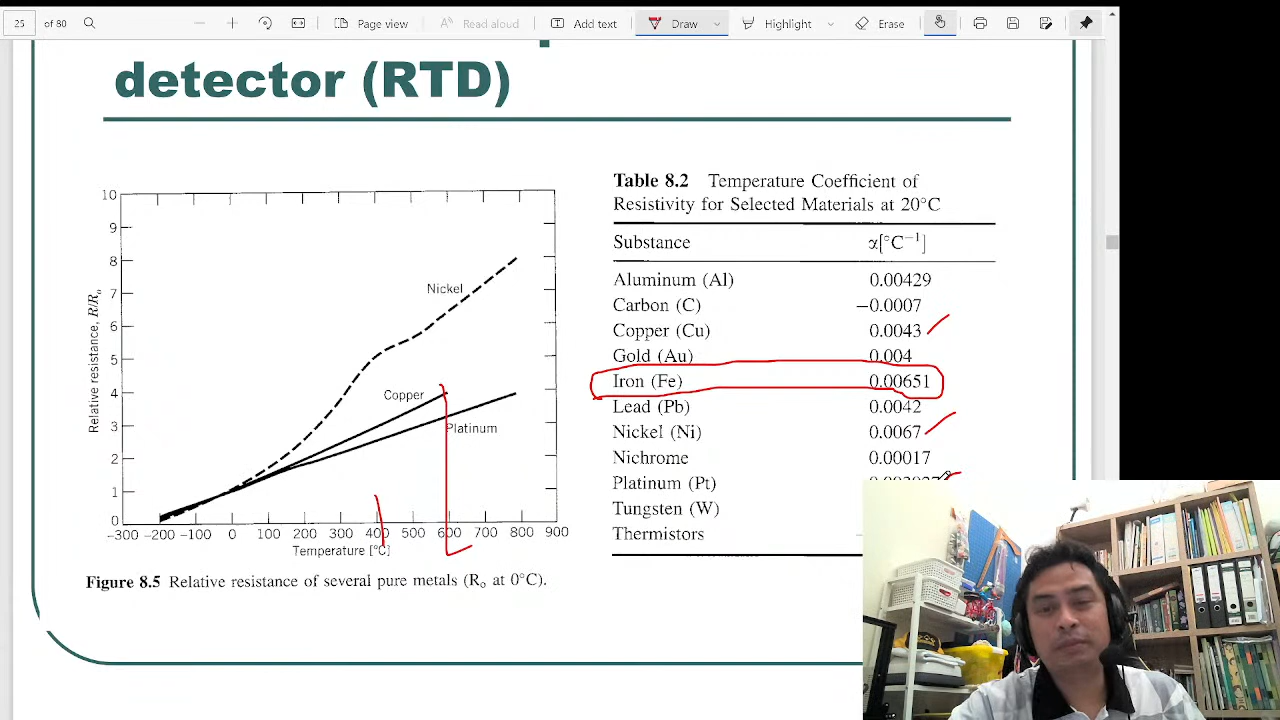 25 of 80 Page view Read aloud Add text Draw Highlight Erase
detector (RTD)
10
9
8
7
6
5
4
3
2
1
0
Relative resistance, R/Rₒ
Nickel
Copper
Platinum
−300 −200 −100 0 100 200 300 400 500 600 700 800 900
Temperature [°C]
Figure 8.5 Relative resistance of several pure metals (Rₒ at 0°C).
Table 8.2 Temperature Coefficient of
Resistivity for Selected Materials at 20°C
Substance α[°C⁻¹]
Aluminum (Al) 0.00429
Carbon (C) −0.0007
Copper (Cu) 0.0043
Gold (Au) 0.004
Iron (Fe) 0.00651
Lead (Pb) 0.0042
Nickel (Ni) 0.0067
Nichrome 0.00017
Platinum (Pt)
Tungsten (W)
Thermistors